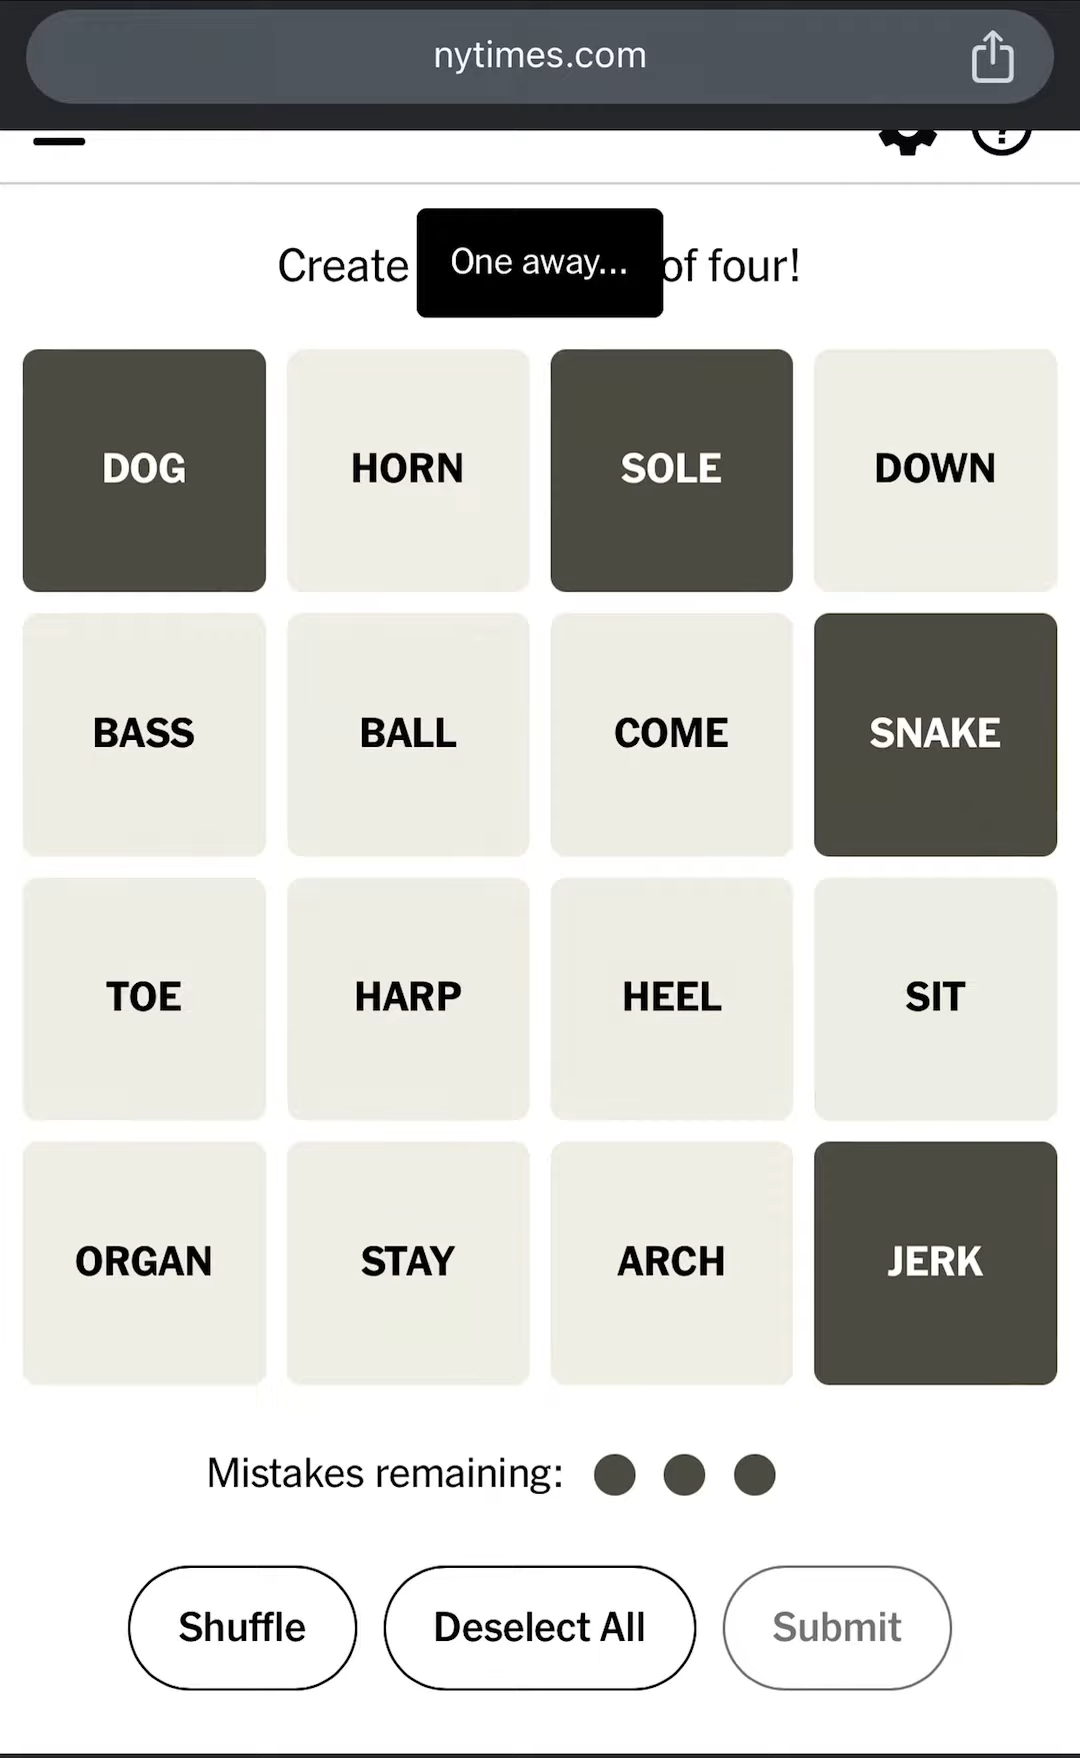 nytimes.com
Create
One away...
of four!
DOG
HORN
SOLE
DOWN
BASS
BALL
COME
SNAKE
TOE
HARP
HEEL
SIT
ORGAN
STAY
ARCH
JERK
Mistakes remaining:
Shuffle
Deselect All
Submit